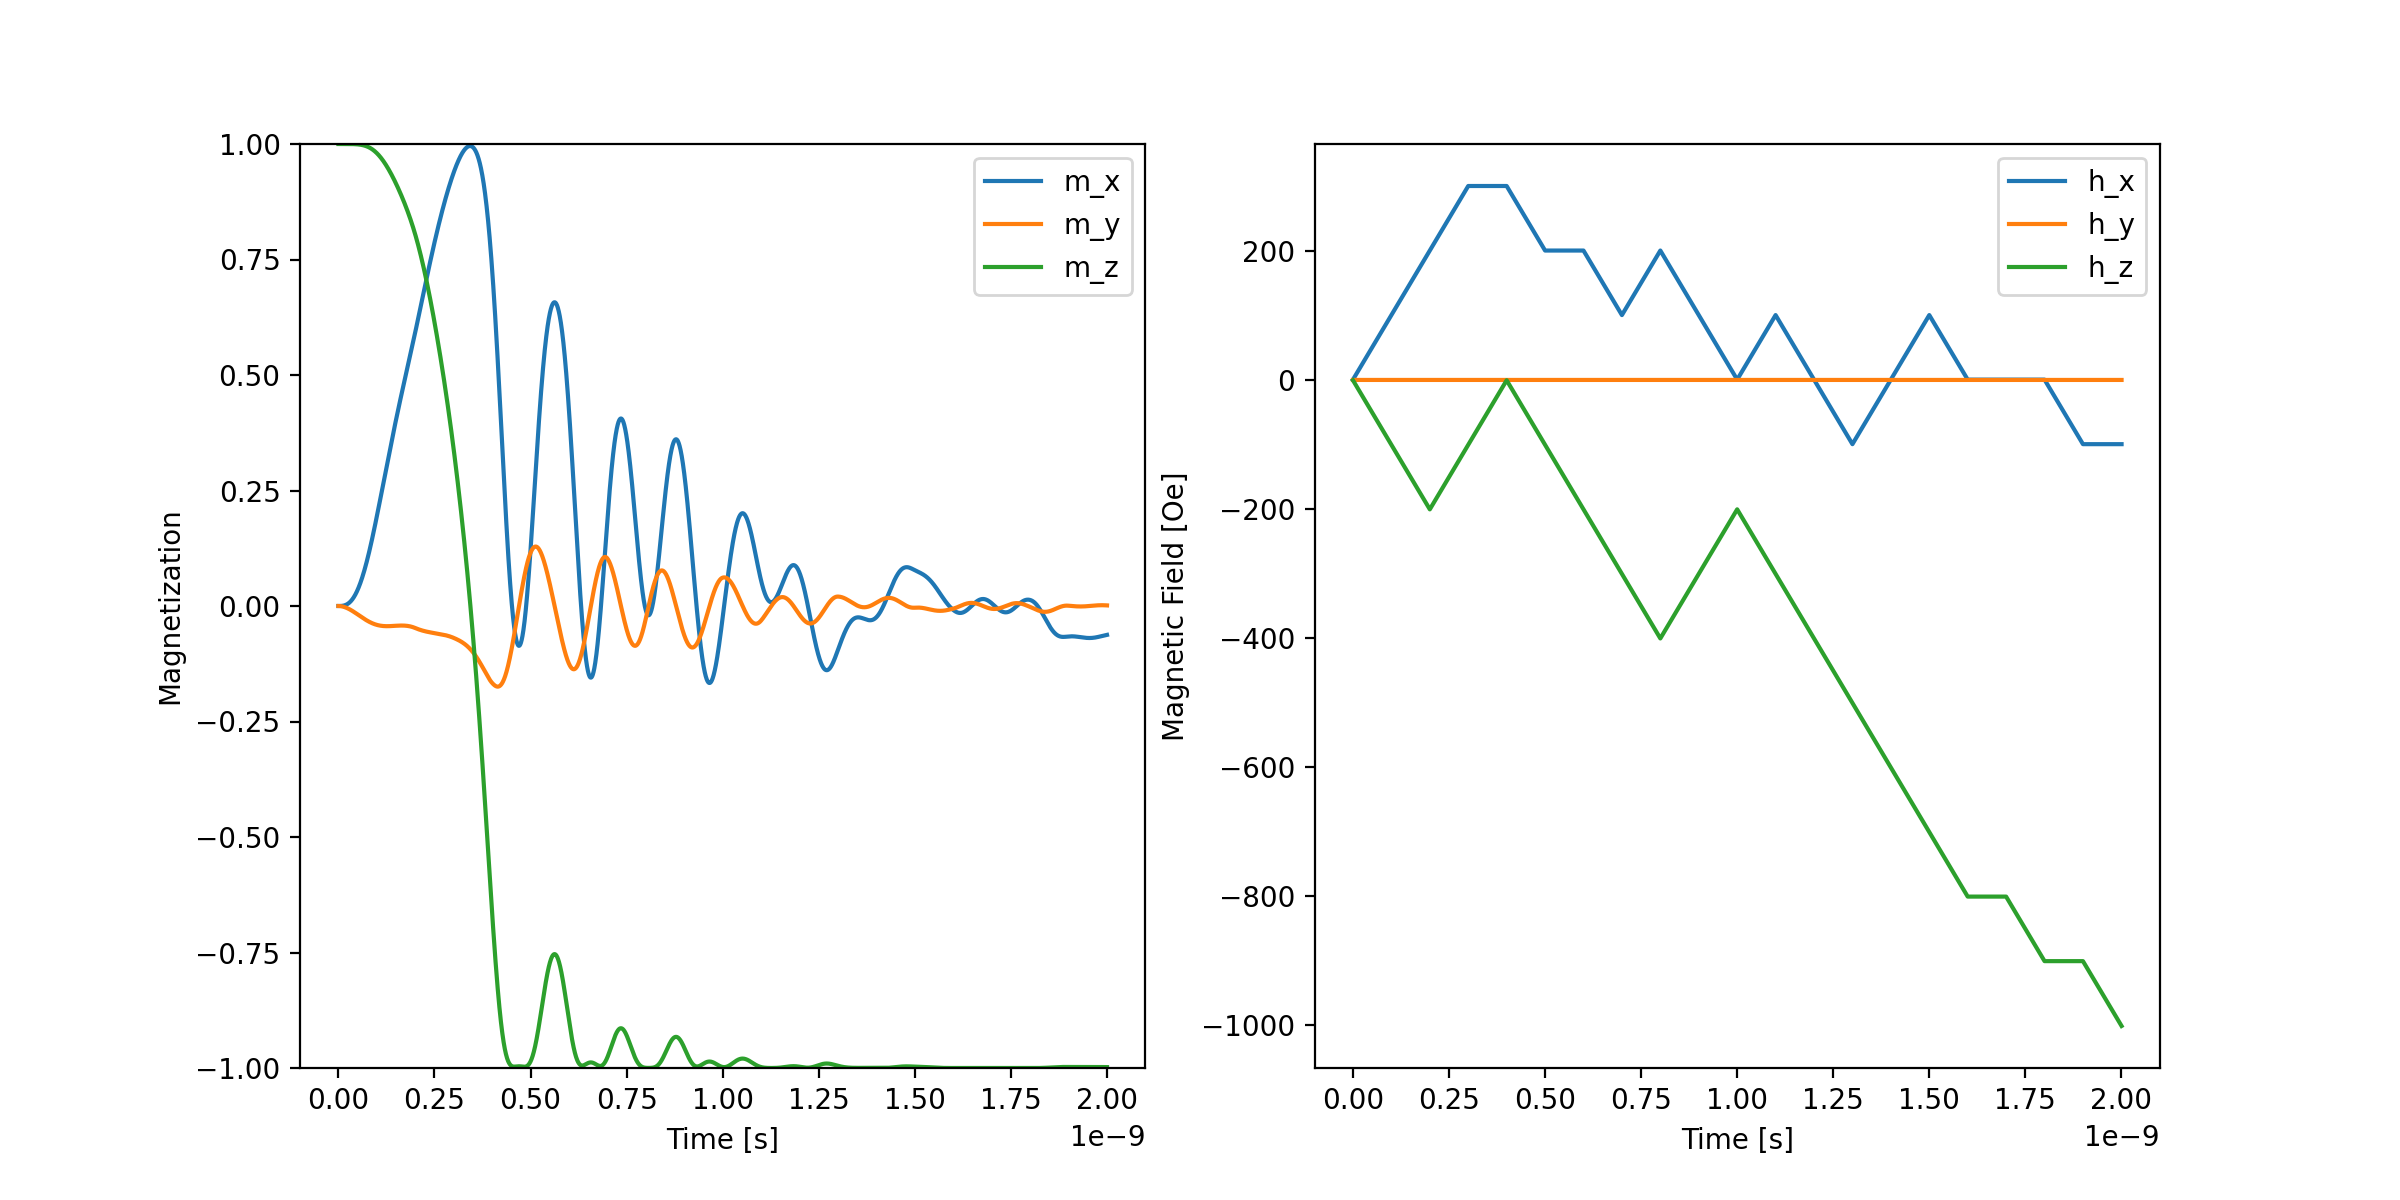 Magnetization
1.00
0.75
0.50
0.25
0.00
−0.25
−0.50
−0.75
−1.00
0.00 0.25 0.50 0.75 1.00 1.25 1.50 1.75 2.00
Time [s]
1e−9
m_x
m_y
m_z
Magnetic Field [Oe]
200
0
−200
−400
−600
−800
−1000
0.00 0.25 0.50 0.75 1.00 1.25 1.50 1.75 2.00
Time [s]
1e−9
h_x
h_y
h_z